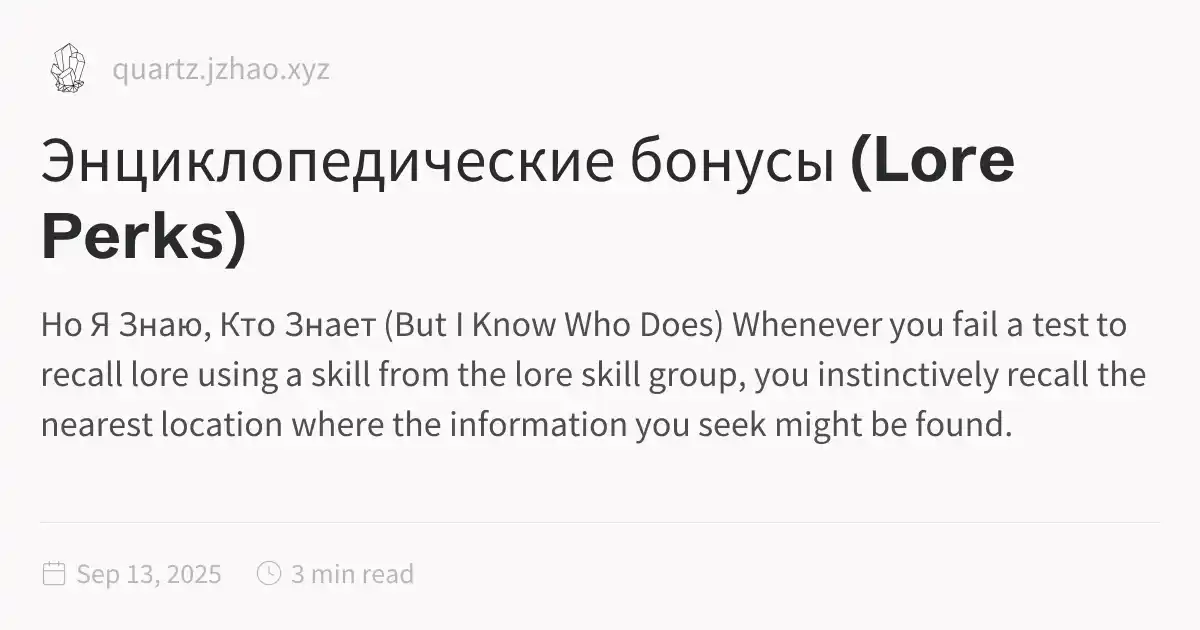 quartz.jzhao.xyz
Энциклопедические бонусы (Lore
Perks)
Но Я Знаю, Кто Знает (But I Know Who Does) Whenever you fail a test to
recall lore using a skill from the lore skill group, you instinctively recall the
nearest location where the information you seek might be found.
Sep 13, 2025 3 min read